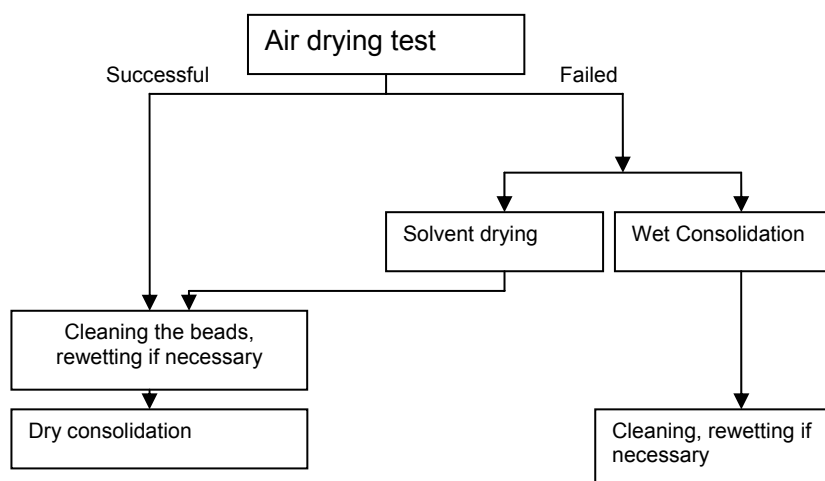 Air drying test
Successful
Failed
Solvent drying
Wet Consolidation
Cleaning the beads,
rewetting if necessary
Dry consolidation
Cleaning, rewetting if
necessary